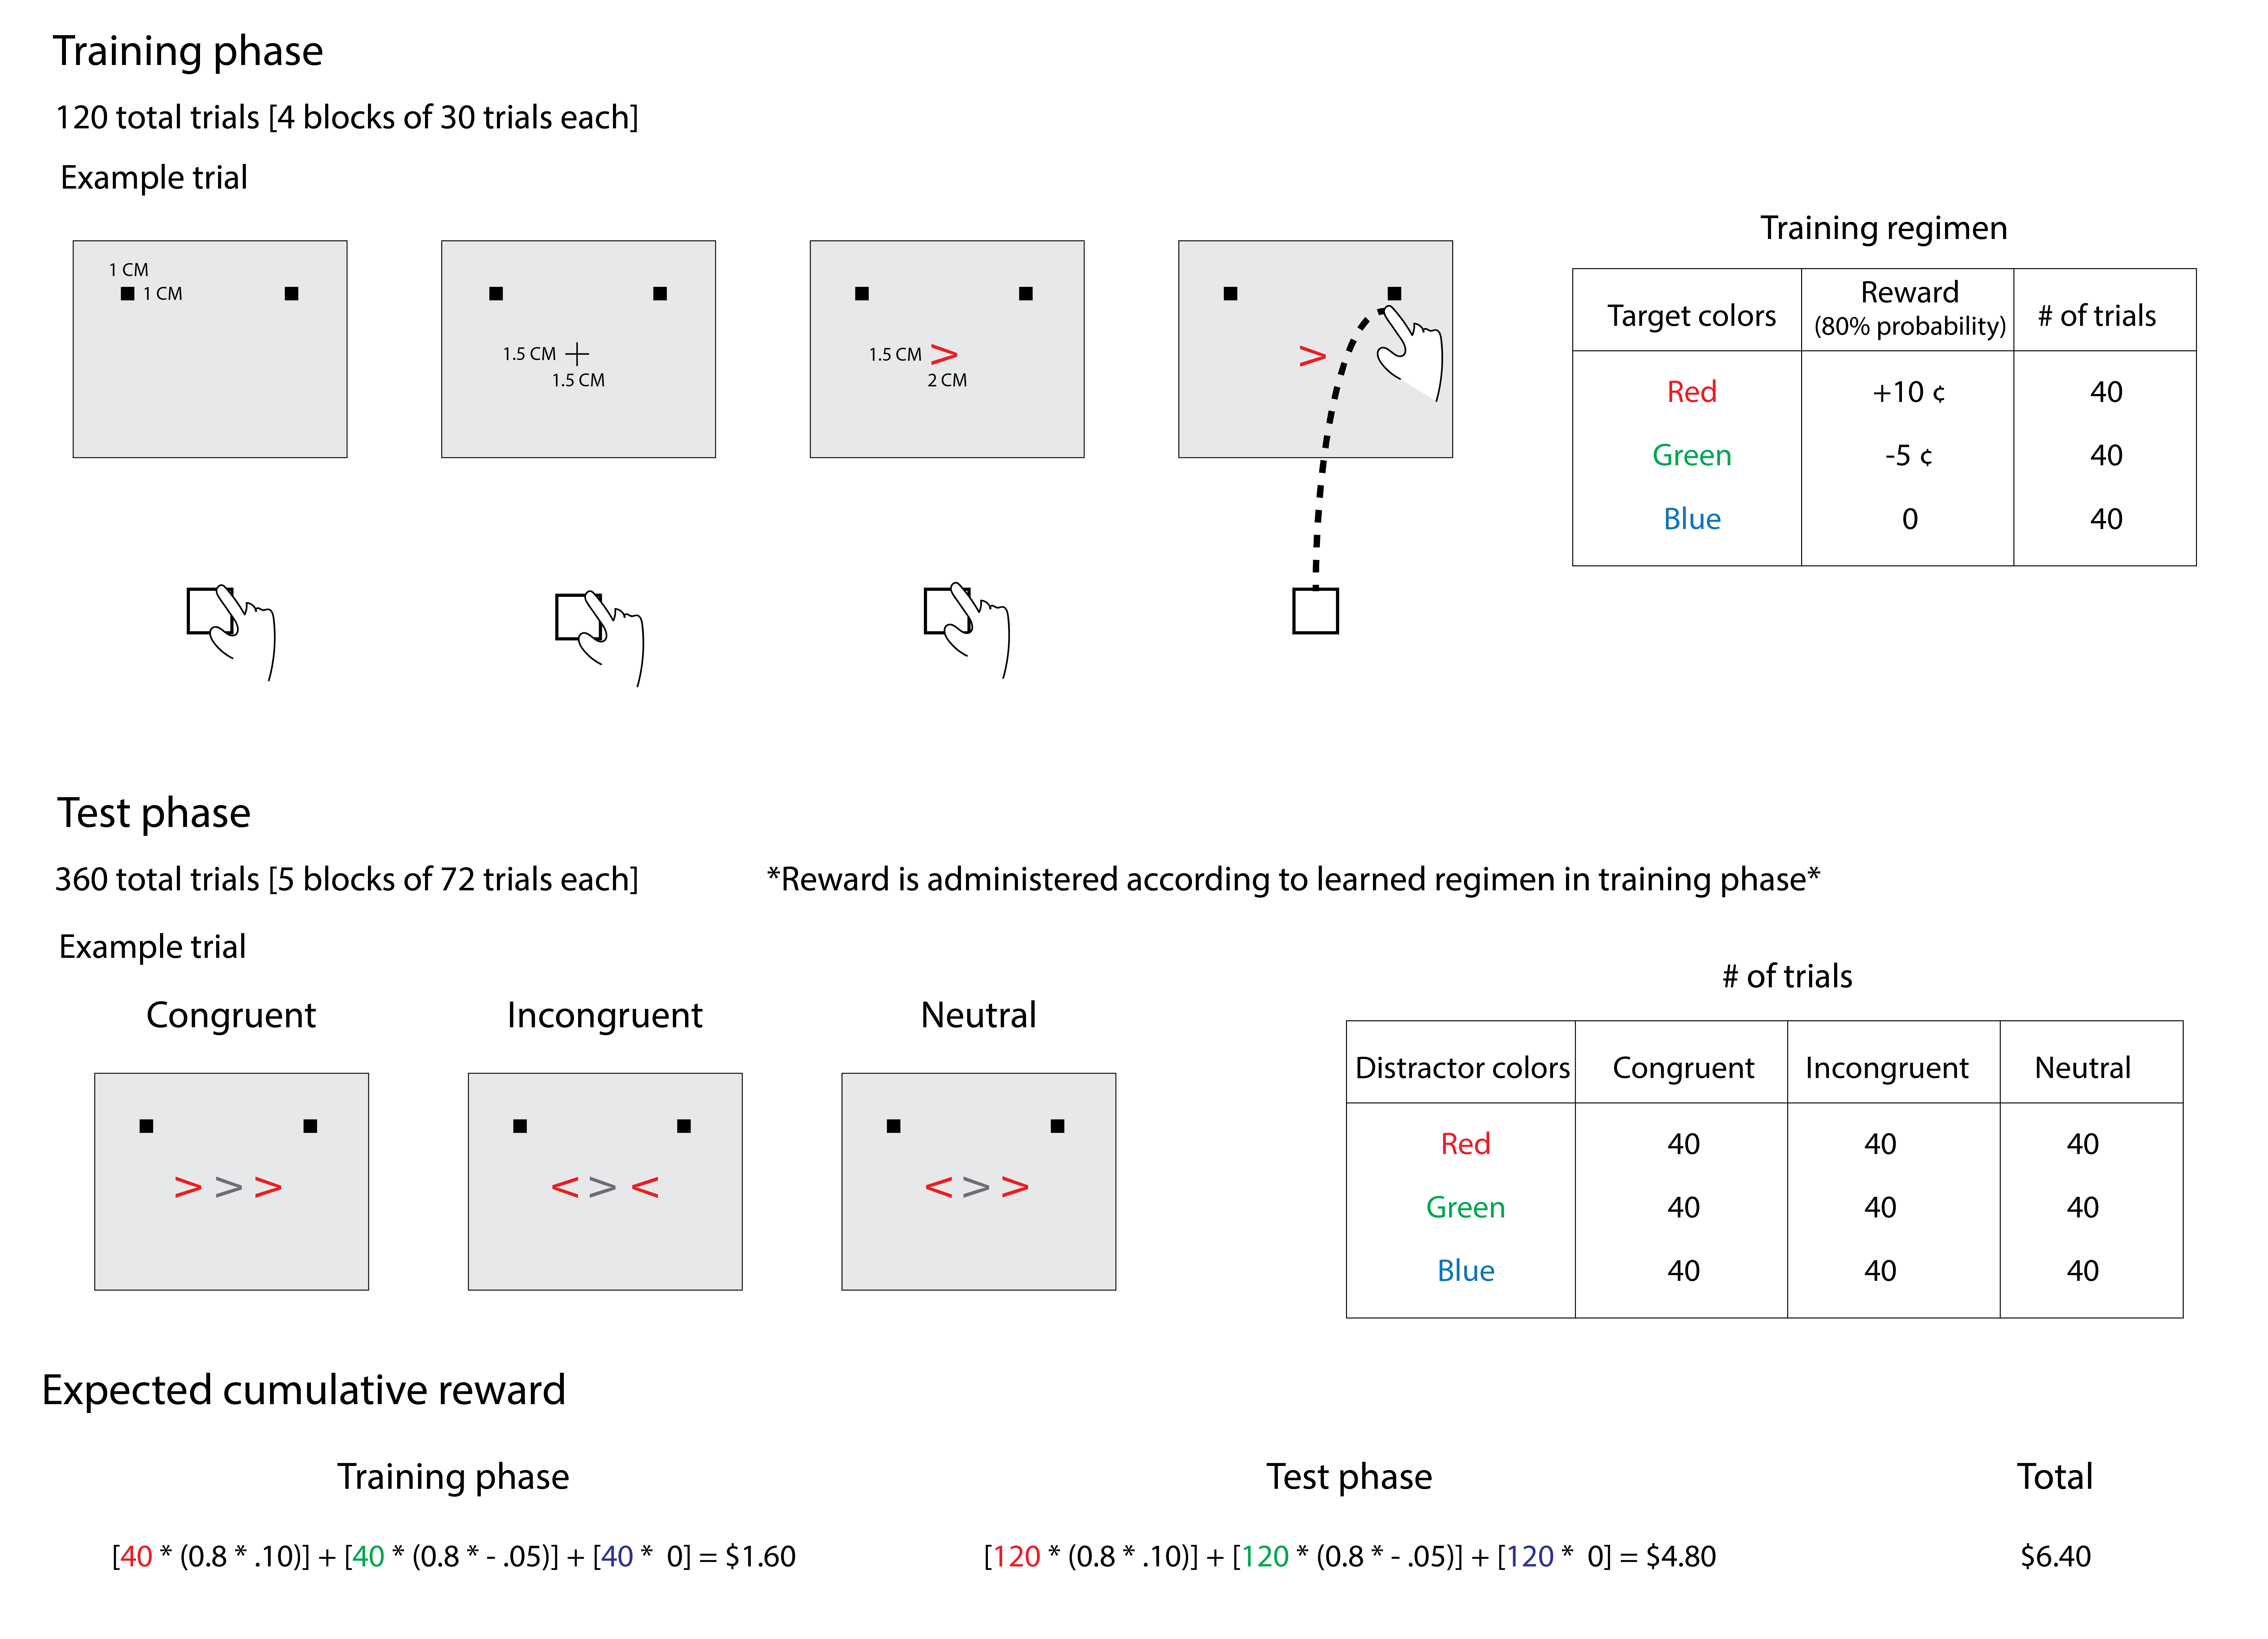 Training phase
120 total trials [4 blocks of 30 trials each]
Example trial
1 CM
1 CM
1.5 CM
1.5 CM
1.5 CM >
2 CM
>
Training regimen
Target colors Reward (80% probability) # of trials
Red +10 ¢ 40
Green -5 ¢ 40
Blue 0 40
Test phase
360 total trials [5 blocks of 72 trials each] *Reward is administered according to learned regimen in training phase*
Example trial
Congruent Incongruent Neutral
> > > < > < < > >
# of trials
Distractor colors Congruent Incongruent Neutral
Red 40 40 40
Green 40 40 40
Blue 40 40 40
Expected cumulative reward
Training phase Test phase Total
[40 * (0.8 * .10)] + [40 * (0.8 * - .05)] + [40 * 0] = $1.60 [120 * (0.8 * .10)] + [120 * (0.8 * - .05)] + [120 * 0] = $4.80 $6.40